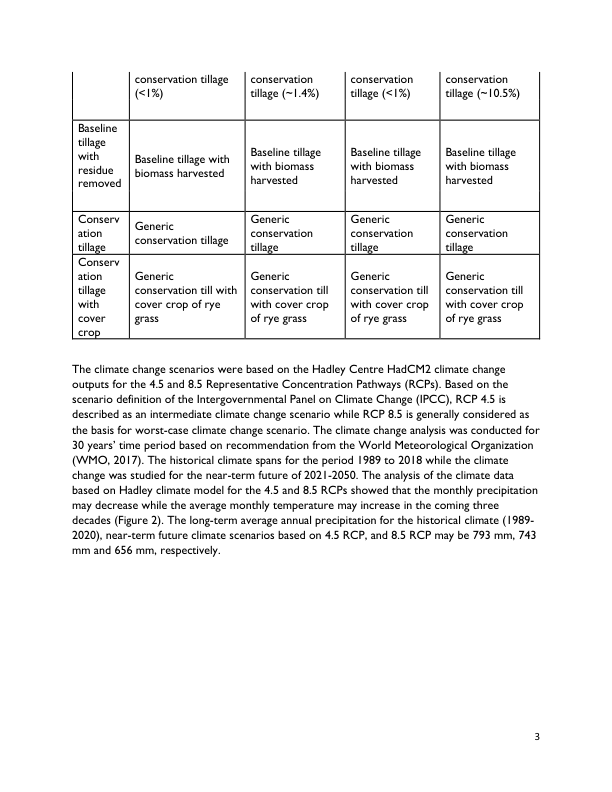 conservation tillage
(<1%)
conservation
tillage (~1.4%)
conservation
tillage (<1%)
conservation
tillage (~10.5%)
Baseline
tillage
with
residue
removed
Baseline tillage with
biomass harvested
Baseline tillage
with biomass
harvested
Baseline tillage
with biomass
harvested
Baseline tillage
with biomass
harvested
Conserv
ation
tillage
Generic
conservation tillage
Generic
conservation
tillage
Generic
conservation
tillage
Generic
conservation
tillage
Conserv
ation
tillage
with
cover
crop
Generic
conservation till with
cover crop of rye
grass
Generic
conservation till
with cover crop
of rye grass
Generic
conservation till
with cover crop
of rye grass
Generic
conservation till
with cover crop
of rye grass
The climate change scenarios were based on the Hadley Centre HadCM2 climate change
outputs for the 4.5 and 8.5 Representative Concentration Pathways (RCPs). Based on the
scenario definition of the Intergovernmental Panel on Climate Change (IPCC), RCP 4.5 is
described as an intermediate climate change scenario while RCP 8.5 is generally considered as
the basis for worst-case climate change scenario. The climate change analysis was conducted for
30 years’ time period based on recommendation from the World Meteorological Organization
(WMO, 2017). The historical climate spans for the period 1989 to 2018 while the climate
change was studied for the near-term future of 2021-2050. The analysis of the climate data
based on Hadley climate model for the 4.5 and 8.5 RCPs showed that the monthly precipitation
may decrease while the average monthly temperature may increase in the coming three
decades (Figure 2). The long-term average annual precipitation for the historical climate (1989-
2020), near-term future climate scenarios based on 4.5 RCP, and 8.5 RCP may be 793 mm, 743
mm and 656 mm, respectively.
3